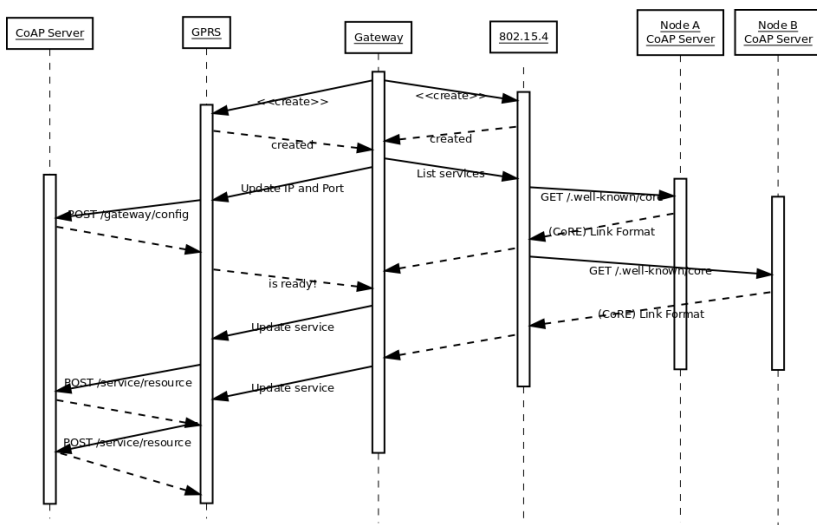 CoAP Server
GPRS
Gateway
802.15.4
Node A
CoAP Server
Node B
CoAP Server
<<create>>
<<create>>
created
created
List services
Update IP and Port
GET /.well-known/core
POST /gateway/config
(CoRE) Link Format
GET /.well-known/core
is ready!
(CoRE) Link Format
Update service
POST /service/resource
Update service
POST /service/resource